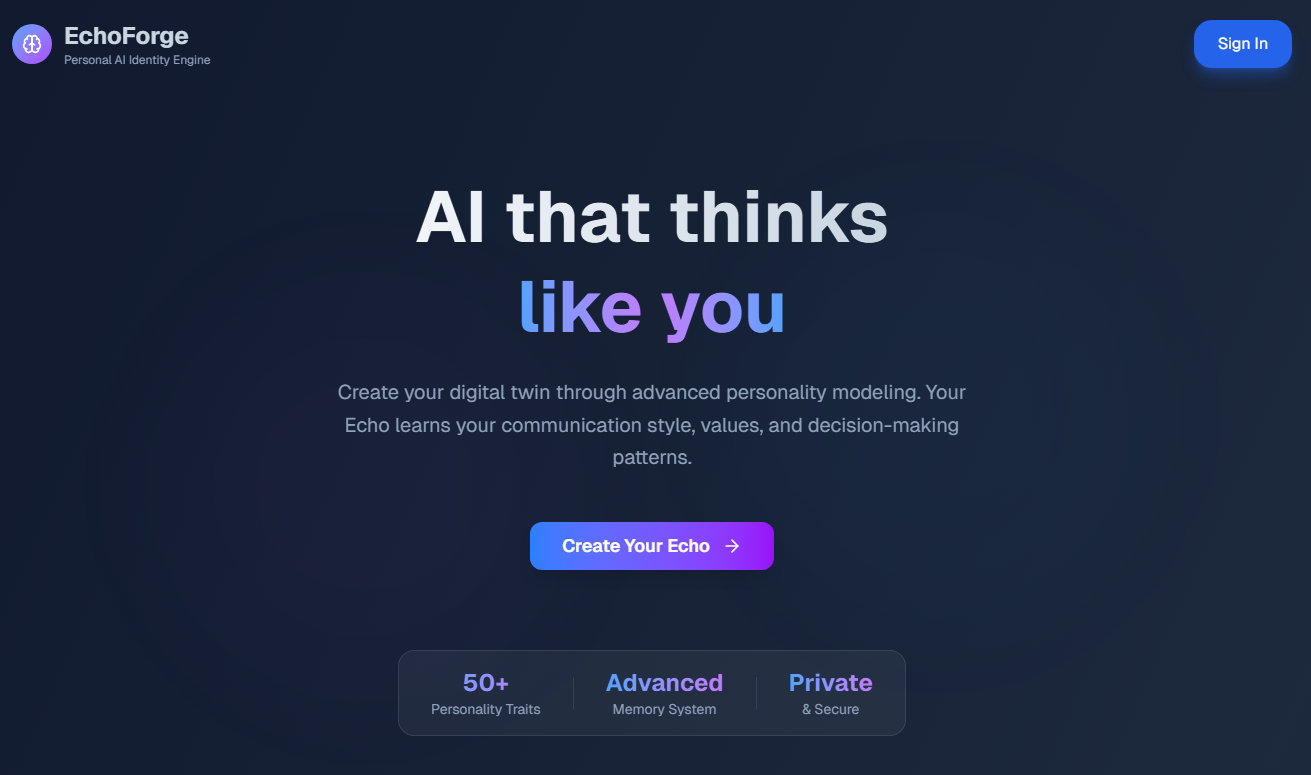 EchoForge
Personal AI Identity Engine
Sign In
AI that thinks
like you
Create your digital twin through advanced personality modeling. Your
Echo learns your communication style, values, and decision-making
patterns.
Create Your Echo →
50+
Personality Traits
Advanced
Memory System
Private
& Secure